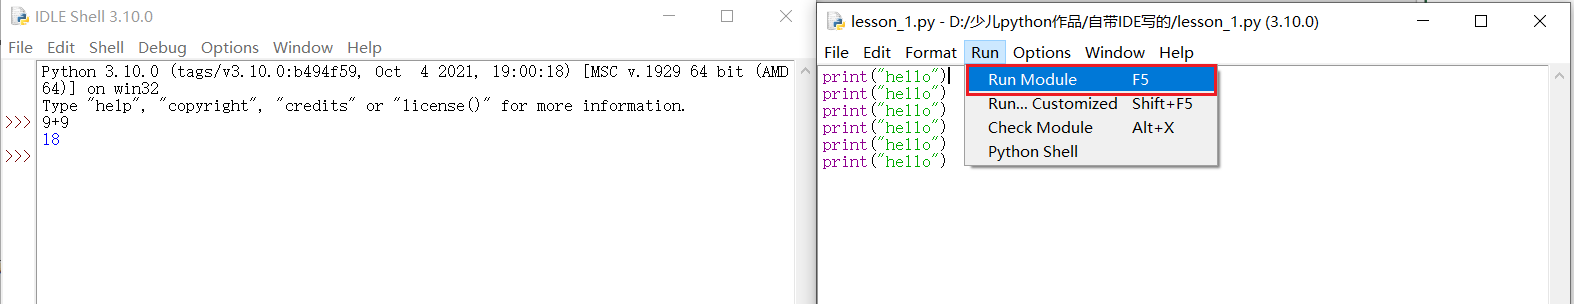 IDLE Shell 3.10.0
File Edit Shell Debug Options Window Help
Python 3.10.0 (tags/v3.10.0:b494f59, Oct  4 2021, 19:00:18) [MSC v.1929 64 bit (AMD
64)] on win32
Type "help", "copyright", "credits" or "license()" for more information.
>>> 9+9
18
>>>
lesson_1.py - D:/少儿python作品/自带IDE写的/lesson_1.py (3.10.0)
File Edit Format Run Options Window Help
print("hello")
print("hello")
print("hello")
print("hello")
print("hello")
print("hello")
Run Module F5
Run... Customized Shift+F5
Check Module Alt+X
Python Shell